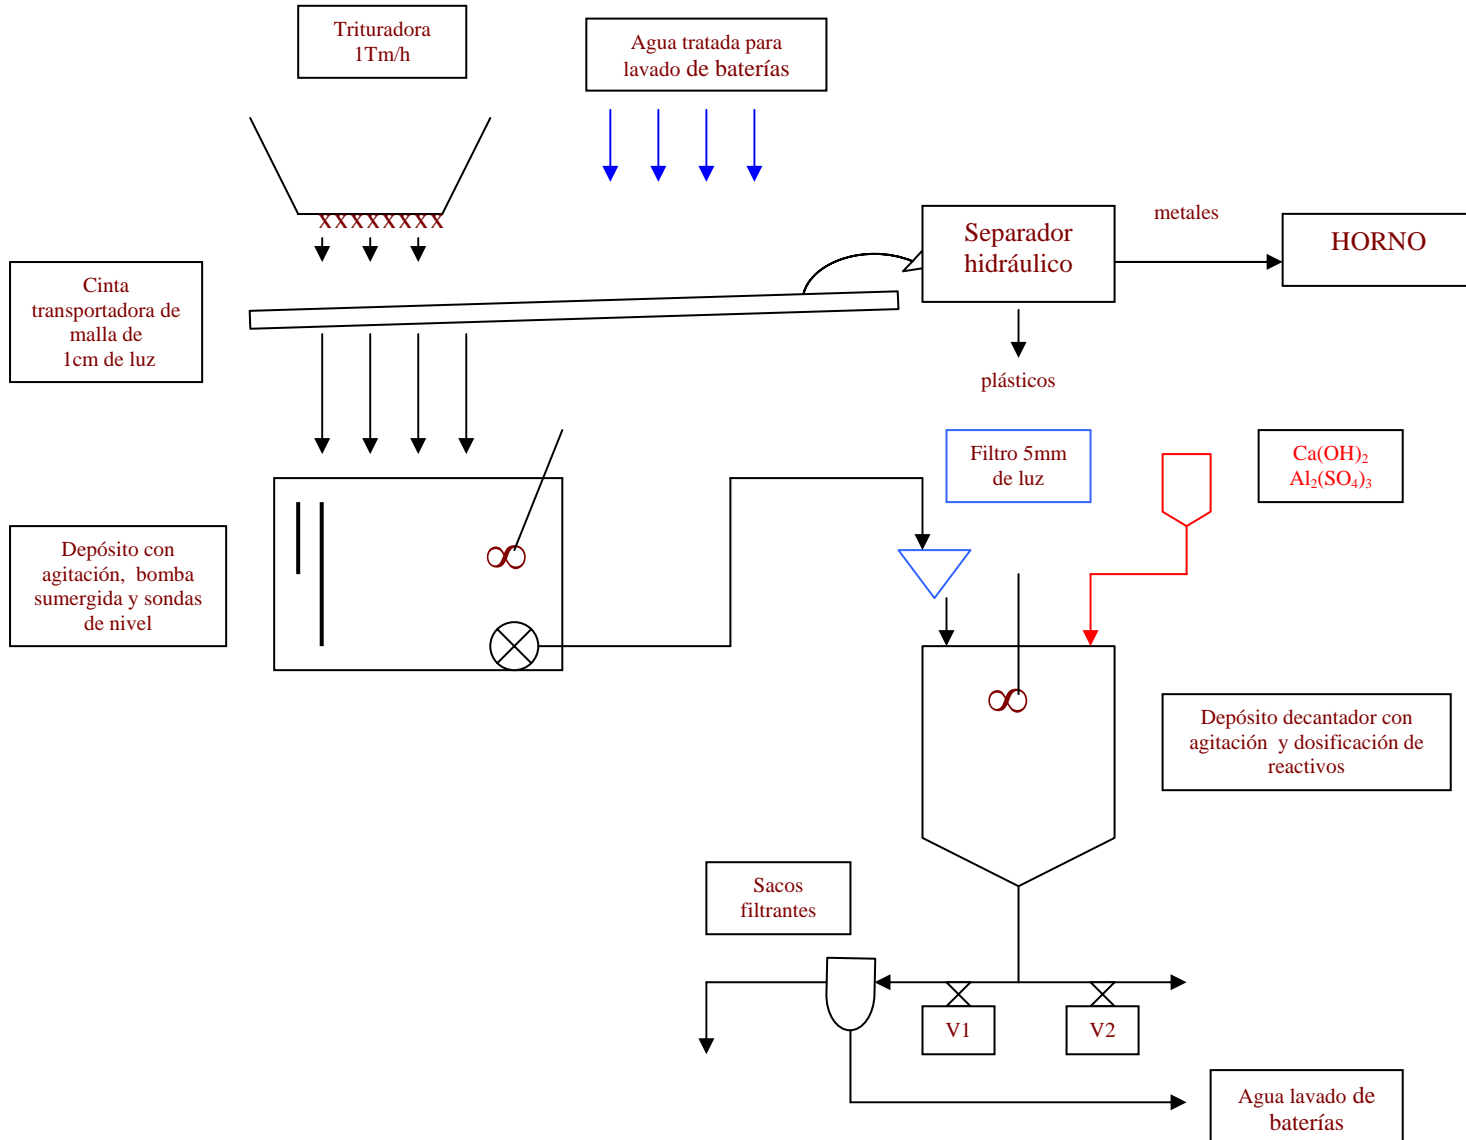 Trituradora
1Tm/h
Agua tratada para
lavado de baterías
xxxxxxxx
Separador
hidráulico
metales
HORNO
Cinta
transportadora de
malla de
1cm de luz
plásticos
Filtro 5mm
de luz
Ca(OH)₂
Al₂(SO₄)₃
Depósito con
agitación, bomba
sumergida y sondas
de nivel
∞
∞
Depósito decantador con
agitación y dosificación de
reactivos
Sacos
filtrantes
V1
V2
Agua lavado de
baterías